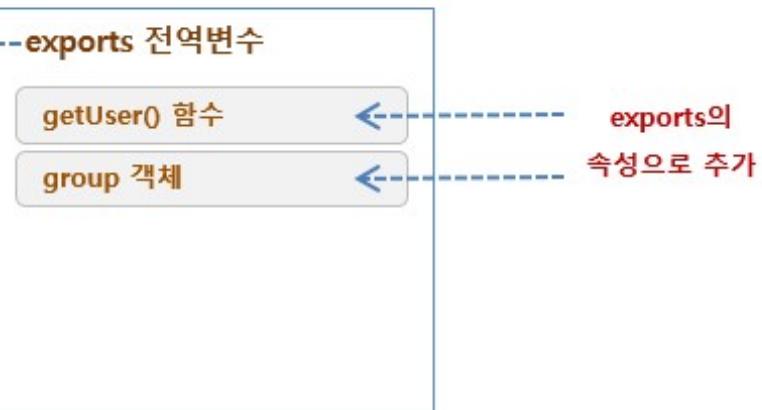 exports 전역변수
getUser() 함수
group 객체
exports의
속성으로 추가